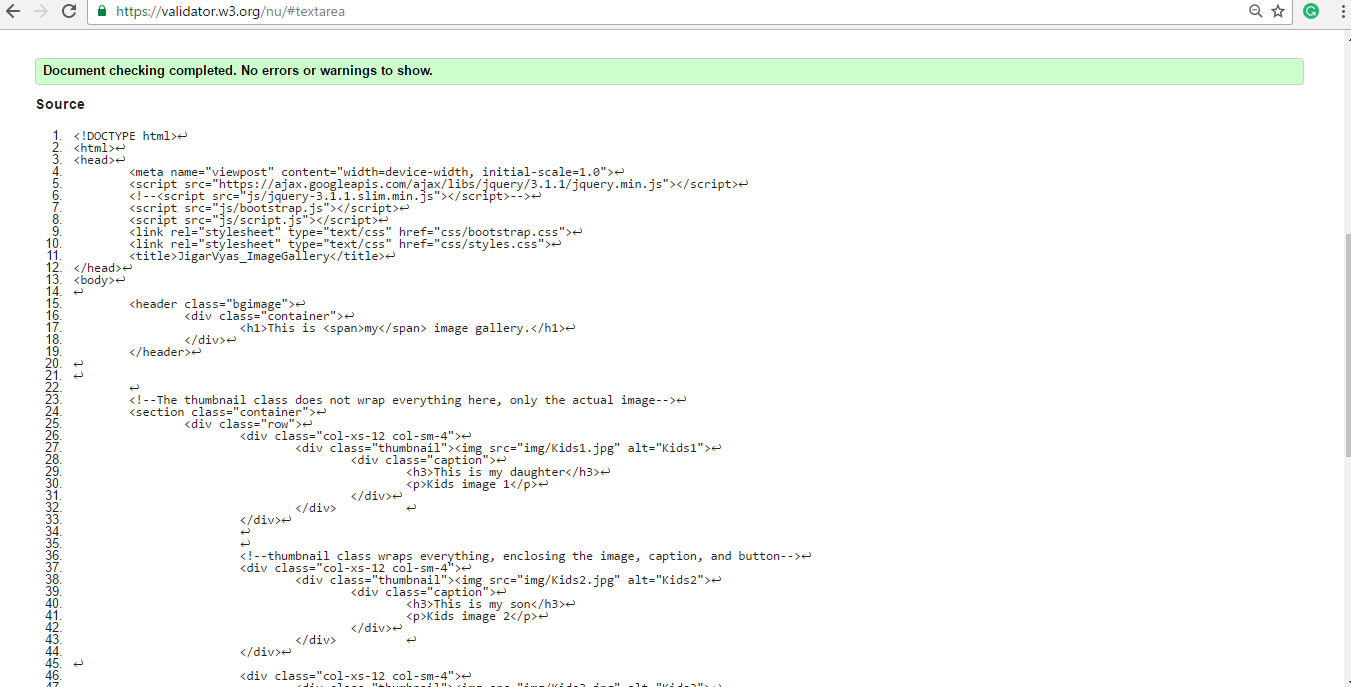 https://validator.w3.org/nu/#textarea
Document checking completed. No errors or warnings to show.
Source
1. <!DOCTYPE html>↩
2. <html>↩
3. <head>↩
4. <meta name="viewpost" content="width=device-width, initial-scale=1.0">↩
5. <script src="https://ajax.googleapis.com/ajax/libs/jquery/3.1.1/jquery.min.js"></script>↩
6. <!--<script src="js/jquery-3.1.1.slim.min.js"></script>-->↩
7. <script src="js/bootstrap.js"></script>↩
8. <script src="js/script.js"></script>↩
9. <link rel="stylesheet" type="text/css" href="css/bootstrap.css">↩
10. <link rel="stylesheet" type="text/css" href="css/styles.css">↩
11. <title>JigarVyas_ImageGallery</title>↩
12. </head>↩
13. <body>↩
14. ↩
15. <header class="bgimage">↩
16. <div class="container">↩
17. <h1>This is <span>my</span> image gallery.</h1>↩
18. </div>↩
19. </header>↩
20. ↩
21. ↩
22. ↩
23. <!--The thumbnail class does not wrap everything here, only the actual image-->↩
24. <section class="container">↩
25. <div class="row">↩
26. <div class="col-xs-12 col-sm-4">↩
27. <div class="thumbnail"><img src="img/Kids1.jpg" alt="Kids1">↩
28. <div class="caption">↩
29. <h3>This is my daughter</h3>↩
30. <p>Kids image 1</p>↩
31. </div>↩
32. </div> ↩
33. </div>↩
34. ↩
35. ↩
36. <!--thumbnail class wraps everything, enclosing the image, caption, and button-->↩
37. <div class="col-xs-12 col-sm-4">↩
38. <div class="thumbnail"><img src="img/Kids2.jpg" alt="Kids2">↩
39. <div class="caption">↩
40. <h3>This is my son</h3>↩
41. <p>Kids image 2</p>↩
42. </div>↩
43. </div> ↩
44. </div>↩
45. ↩
46. <div class="col-xs-12 col-sm-4">↩